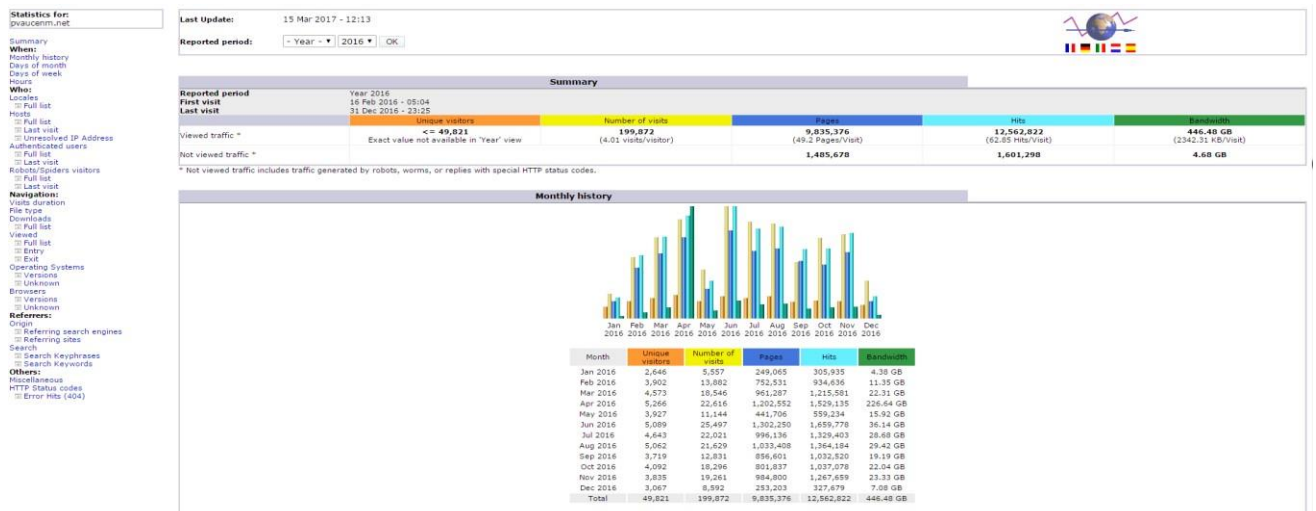 Statistics for:
pvaucenm.net
Summary
When:
Monthly history
Days of month
Days of week
Hours
Who:
Locales
Full list
Hosts
Full list
Last visit
Unresolved IP Address
Authenticated users
Full list
Last visit
Robots/Spiders visitors
Full list
Last visit
Navigation:
Visits duration
File type
Downloads
Full list
Viewed
Full list
Entry
Exit
Operating Systems
Versions
Unknown
Browsers
Versions
Unknown
Referrers:
Origin
Referring search engines
Referring sites
Search
Search Keyphrases
Search Keywords
Others:
Miscellaneous
HTTP Status codes
Error Hits (404)
Last Update: 15 Mar 2017 - 12:13
Reported period: - Year - 2016 OK
Summary
Reported period Year 2016
First visit 16 Feb 2016 - 05:04
Last visit 31 Dec 2016 - 23:25
Unique visitors Number of visits Pages Hits Bandwidth
Viewed traffic * <= 49,821 199,872 9,835,376 12,562,822 446.48 GB
Exact value not available in 'Year' view (4.01 visits/visitor) (49.2 Pages/Visit) (62.85 Hits/Visit) (2342.31 KB/Visit)
Not viewed traffic * 1,485,678 1,601,298 4.68 GB
* Not viewed traffic includes traffic generated by robots, worms, or replies with special HTTP status codes.
Monthly history
Jan Feb Mar Apr May Jun Jul Aug Sep Oct Nov Dec
2016 2016 2016 2016 2016 2016 2016 2016 2016 2016 2016 2016
Month Unique visitors Number of visits Pages Hits Bandwidth
Jan 2016 2,646 5,557 249,065 305,935 4.38 GB
Feb 2016 3,902 13,882 752,531 934,636 11.35 GB
Mar 2016 4,573 18,546 961,287 1,215,581 22.31 GB
Apr 2016 5,266 22,616 1,202,552 1,529,135 226.64 GB
May 2016 3,927 11,144 441,706 559,234 15.92 GB
Jun 2016 5,089 25,497 1,302,250 1,659,778 36.14 GB
Jul 2016 4,643 22,021 996,136 1,329,403 28.68 GB
Aug 2016 5,062 21,629 1,033,408 1,364,184 29.42 GB
Sep 2016 3,719 12,831 856,601 1,032,520 19.19 GB
Oct 2016 4,092 18,296 801,837 1,037,078 22.04 GB
Nov 2016 3,835 19,261 984,800 1,267,659 23.33 GB
Dec 2016 3,067 8,592 253,203 327,679 7.08 GB
Total 49,821 199,872 9,835,376 12,562,822 446.48 GB